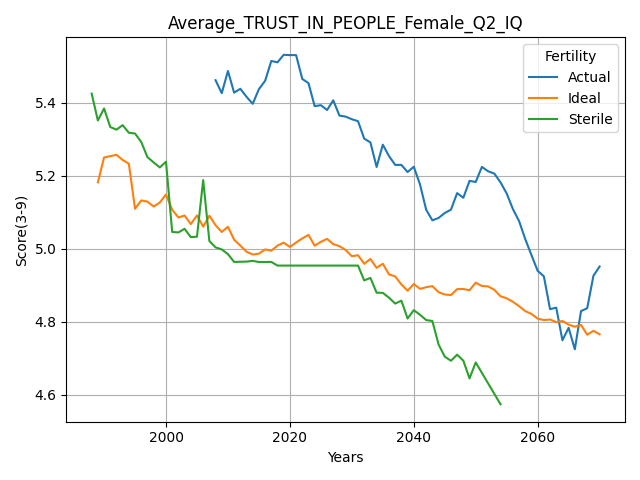 Average_TRUST_IN_PEOPLE_Female_Q2_IQ
Fertility
Actual
Ideal
Sterile
Score(3-9)
5.4
5.2
5.0
4.8
4.6
2000
2020
2040
2060
Years